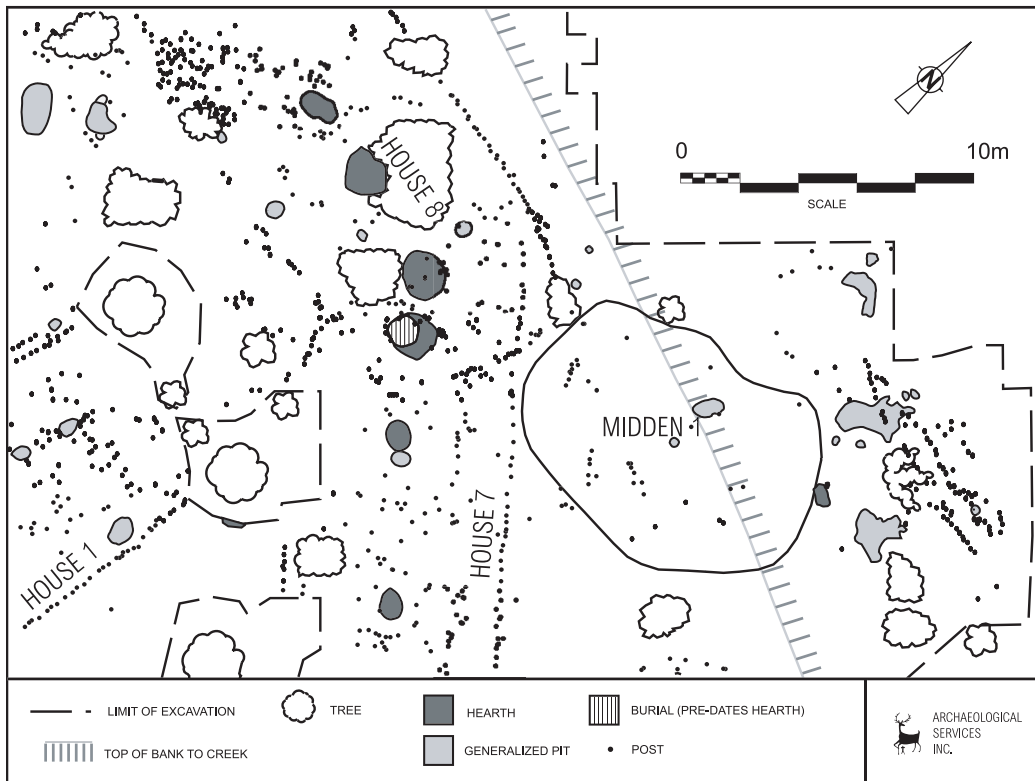 N
0 10m
SCALE
HOUSE 8
MIDDEN 1
HOUSE 7
HOUSE 1
LIMIT OF EXCAVATION
TREE
HEARTH
BURIAL (PRE-DATES HEARTH)
TOP OF BANK TO CREEK
GENERALIZED PIT
POST
ARCHAEOLOGICAL
SERVICES
INC.